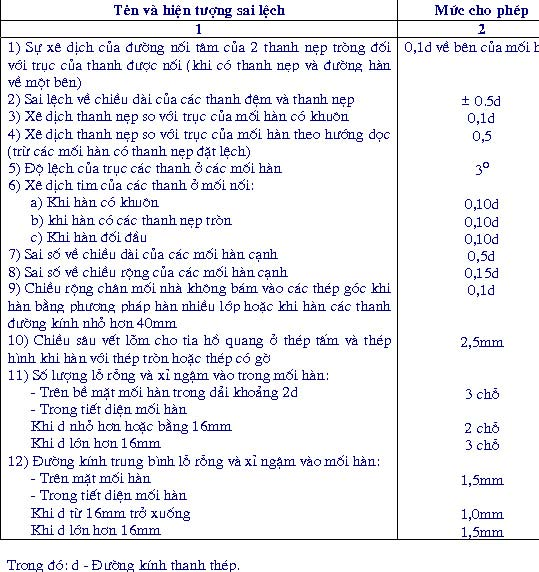 Tên và hiện tượng sai lệch Mức cho phép
1 2
1) Sự xê dịch của đường nối tâm của 2 thanh nẹp tròng đối 0,1d về bên của mối h
với trục của thanh được nối (khi có thanh nẹp và đường hàn
về một bên)
2) Sai lệch về chiều dài của các thanh đệm và thanh nẹp ± 0.5d
3) Xê dịch thanh nẹp so với trục của mối hàn có khuôn 0,1d
4) Xê dịch thanh nẹp so với trục của mối hàn theo hướng dọc 0,5
(trừ các mối hàn có thanh nẹp đặt lệch)
5) Độ lệch của trục các thanh ở các mối hàn 3°
6) Xê dịch tim của các thanh ở mối nối:
a) Khi hàn có khuôn 0,10d
b) khi hàn có các thanh nẹp tròn 0,10d
c) Khi hàn đối đầu 0,10d
7) Sai số về chiều dài của các mối hàn cạnh 0,5d
8) Sai số về chiều rộng của các mối hàn cạnh 0,15d
9) Chiều rộng chân mối nhà không bám vào các thép góc khi 0,1d
hàn bằng phương pháp hàn nhiều lớp hoặc khi hàn các thanh
đường kính nhỏ hơn 40mm
10) Chiều sâu vết lõm cho tia hồ quang ở thép tấm và thép 2,5mm
hình khi hàn với thép tròn hoặc thép có gờ
11) Số lượng lỗ rỗng và xỉ ngậm vào trong mối hàn:
- Trên bề mặt mối hàn trong dải khoảng 2d 3 chỗ
- Trong tiết diện mối hàn
Khi d nhỏ hơn hoặc bằng 16mm 2 chỗ
Khi d lớn hơn 16mm 3 chỗ
12) Đường kính trung bình lỗ rỗng và xỉ ngậm vào mối hàn:
- Trên mặt mối hàn 1,5mm
- Trong tiết diện mối hàn
Khi d từ 16mm trở xuống 1,0mm
Khi d lớn hơn 16mm 1,5mm
Trong đó: d - Đường kính thanh thép.